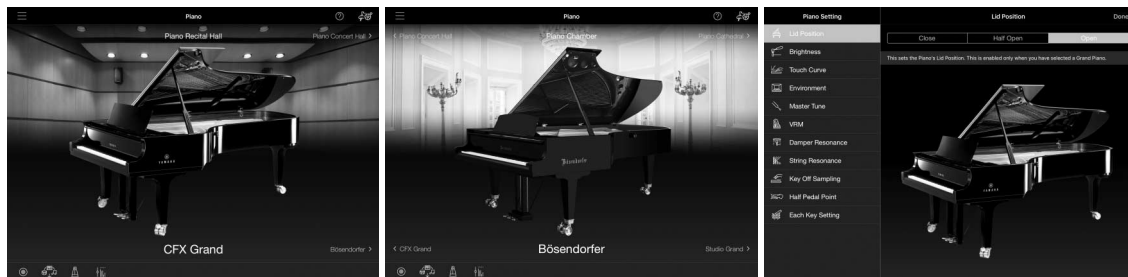 Piano
Piano Recital Hall
Piano Concert Hall >
YAMAHA
CFX Grand
Bösendorfer >
Piano
< Piano Concert Hall
Piano Chamber
Piano Cathedral >
Bösendorfer
Bösendorfer
< CFX Grand
Studio Grand >
Piano Setting
Lid Position
Brightness
Touch Curve
Environment
Master Tune
VRM
Damper Resonance
String Resonance
Key Off Sampling
Half Pedal Point
Each Key Setting
Lid Position
Done
Close
Half Open
Open
This sets the Piano's Lid Position. This is enabled only when you have selected a Grand Piano.
YAMAHA